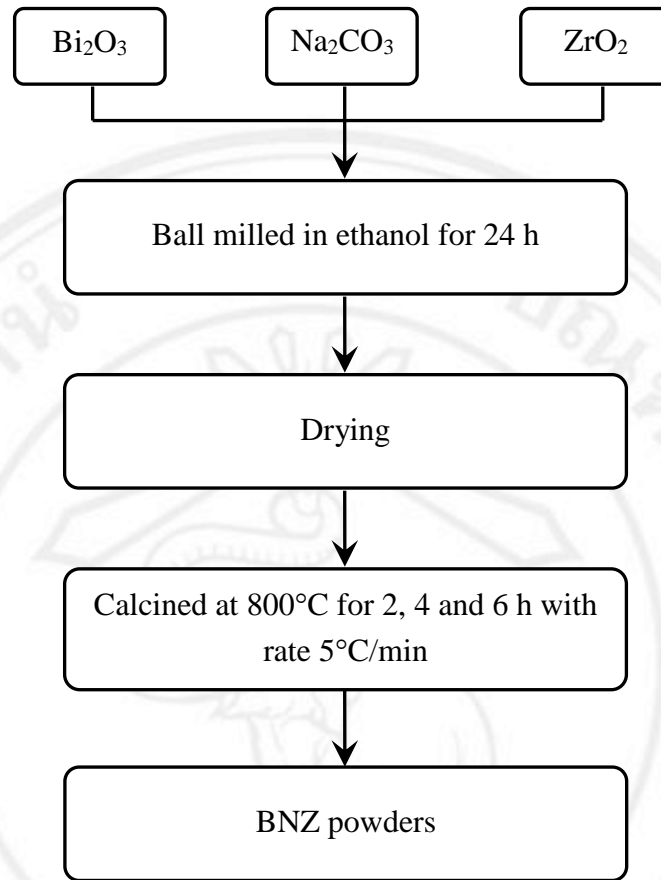 Bi₂O₃
Na₂CO₃
ZrO₂
Ball milled in ethanol for 24 h
Drying
Calcined at 800°C for 2, 4 and 6 h with
rate 5°C/min
BNZ powders